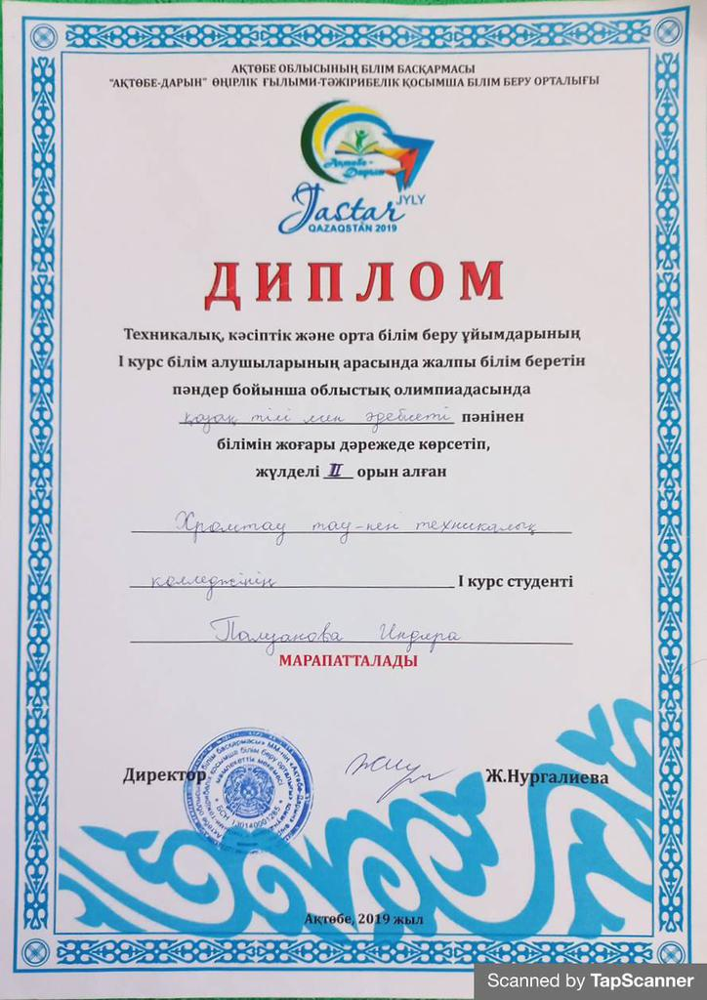 АҚТӨБЕ ОБЛЫСЫНЫҢ БІЛІМ БАСҚАРМАСЫ
"АҚТӨБЕ-ДАРЫН" ӨҢІРЛІК ҒЫЛЫМИ-ТӘЖІРИБЕЛІК ҚОСЫМША БІЛІМ БЕРУ ОРТАЛЫҒЫ
Ақтөбе -
Дарын
Jastar JYLY
QAZAQSTAN 2019
ДИПЛОМ
Техникалық, кәсіптік және орта білім беру ұйымдарының
І курс білім алушыларының арасында жалпы білім беретін
пәндер бойынша облыстық олимпиадасында
қазақ тілі мен әдебиеті пәнінен
білімін жоғары дәрежеде көрсетіп,
жүлделі II орын алған
Хромтау тау-кен техникалық
колледжінің І курс студенті
Индира
МАРАПАТТАЛАДЫ
Директор Ж.Нургалиева
БСН 130140001265
Ақтөбе, 2019 жыл
Scanned by TapScanner